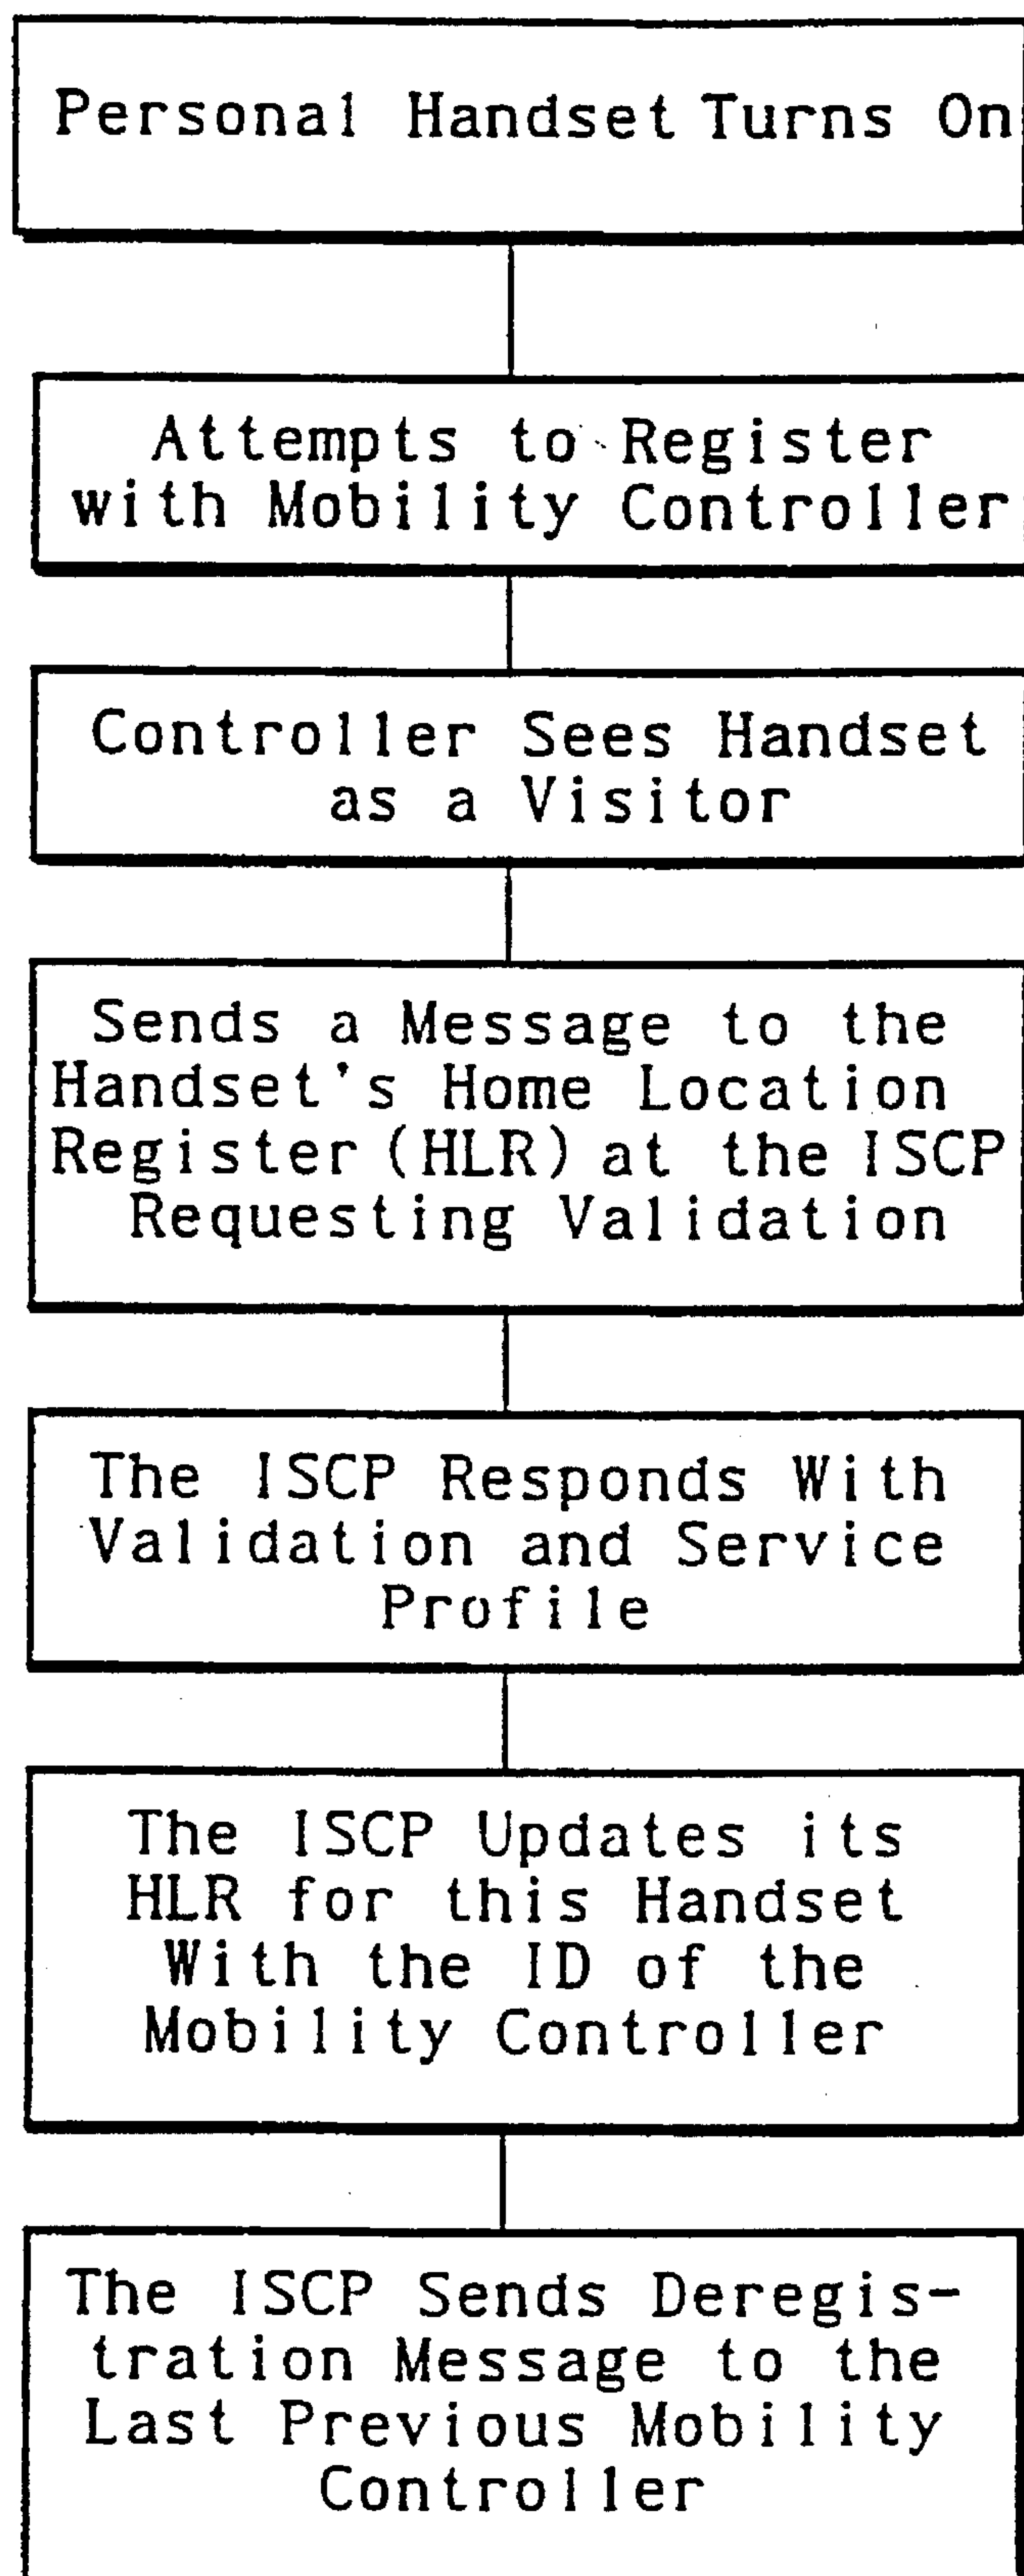 Personal Handset Turns On
Attempts to Register
with Mobility Controller
Controller Sees Handset
as a Visitor
Sends a Message to the
Handset's Home Location
Register (HLR) at the ISCP
Requesting Validation
The ISCP Responds With
Validation and Service
Profile
The ISCP Updates its
HLR for this Handset
With the ID of the
Mobility Controller
The ISCP Sends Deregis-
tration Message to the
Last Previous Mobility
Controller